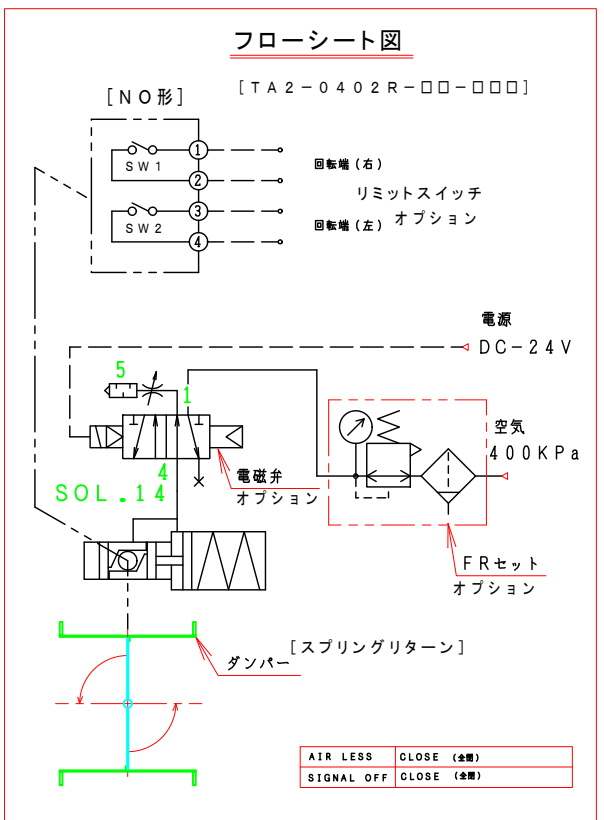 フローシート図
[TA2-0402R-□□-□□□]
[NO形]
SW1
1
2
SW2
3
4
回転端(右)
リミットスイッチ
オプション
回転端(左)
電源
DC-24V
5
1
4
SOL.14
電磁弁
オプション
空気
400KPa
FRセット
オプション
[スプリングリターン]
ダンパー
AIR LESS CLOSE (全閉)
SIGNAL OFF CLOSE (全閉)